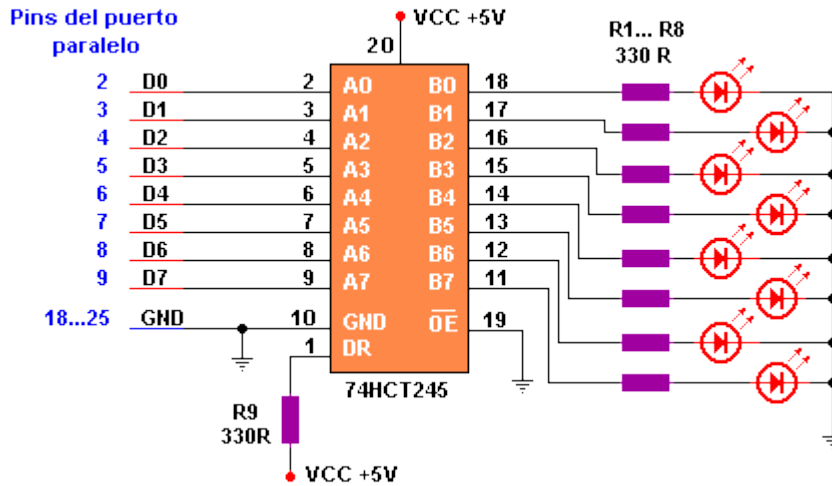 Pins del puerto
paralelo
VCC +5V
20
R1... R8
330 R
2 D0 2 A0 B0 18
3 D1 3 A1 B1 17
4 D2 4 A2 B2 16
5 D3 5 A3 B3 15
6 D4 6 A4 B4 14
7 D5 7 A5 B5 13
8 D6 8 A6 B6 12
9 D7 9 A7 B7 11
18...25 GND 10 GND OE 19
1 DR
74HCT245
R9
330R
VCC +5V